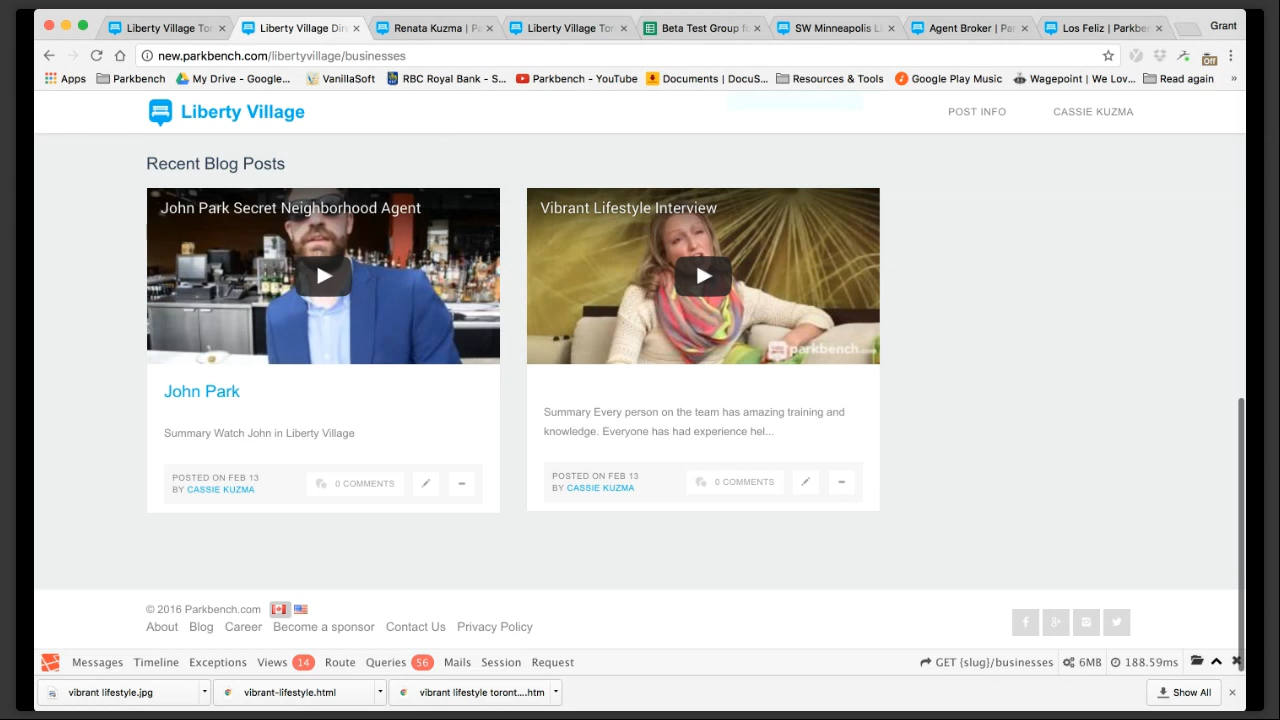 Liberty Village To
Liberty Village Dir
Renata Kuzma | Pa
Liberty Village Tor
Beta Test Group fo
SW Minneapolis Li
Agent Broker | Par
Los Feliz | Parkben
Grant
new.parkbench.com/libertyvillage/businesses
Off
Apps
Parkbench
My Drive - Google...
VanillaSoft
RBC Royal Bank - S...
Parkbench - YouTube
Documents | DocuS...
Resources & Tools
Google Play Music
Wagepoint | We Lov...
Read again
»
Liberty Village
POST INFO
CASSIE KUZMA
Recent Blog Posts
John Park Secret Neighborhood Agent
John Park
Summary Watch John in Liberty Village
POSTED ON FEB 13
BY CASSIE KUZMA
0 COMMENTS
Vibrant Lifestyle Interview
parkbench.com
Summary Every person on the team has amazing training and
knowledge. Everyone has had experience hel...
POSTED ON FEB 13
BY CASSIE KUZMA
0 COMMENTS
© 2016 Parkbench.com
About Blog Career Become a sponsor Contact Us Privacy Policy
Messages Timeline Exceptions Views 14 Route Queries 56 Mails Session Request
GET {slug}/businesses 6MB 188.59ms
vibrant lifestyle.jpg
vibrant-lifestyle.html
vibrant lifestyle toront....htm
Show All